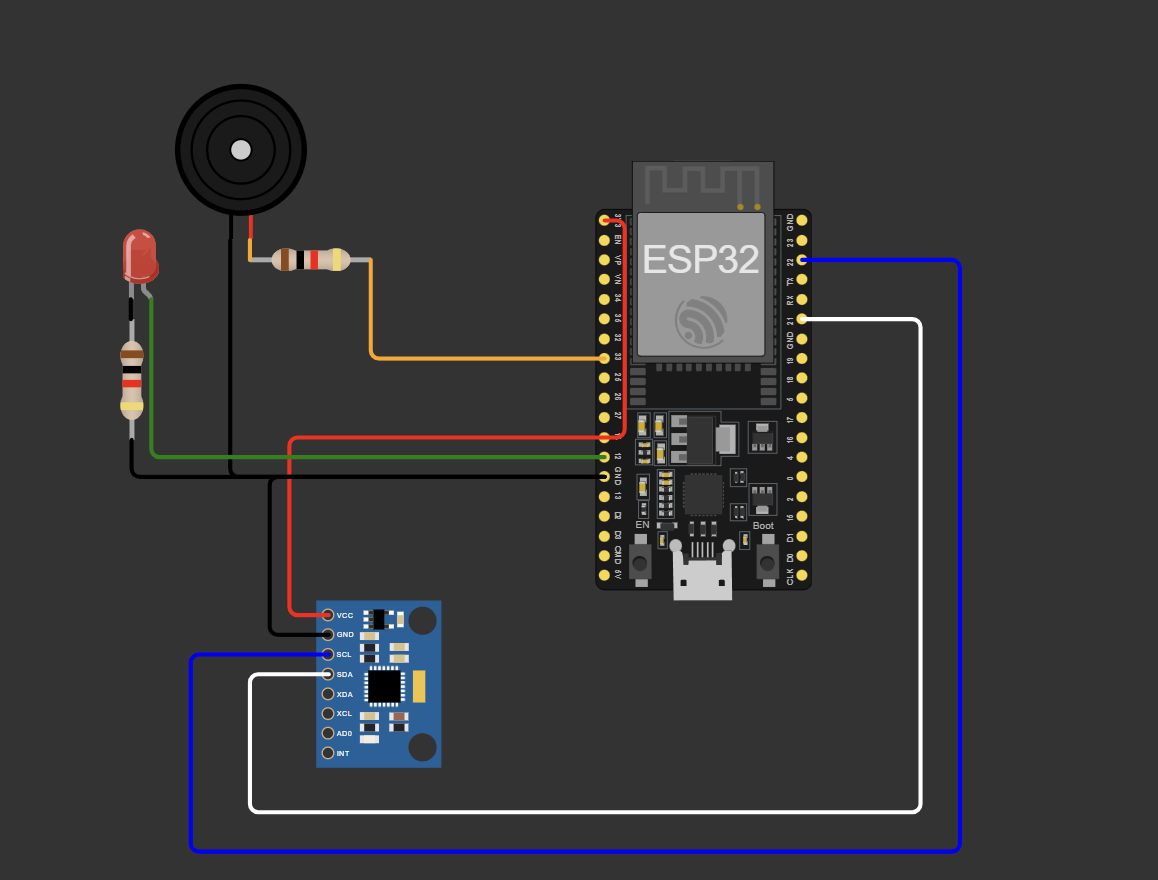 ESP32
3V3
EN
VP
VN
34
35
32
33
25
26
27
12
GND
13
D2
D3
CMD
5V
GND
23
22
TX
RX
21
GND
19
18
5
17
16
4
0
2
15
D1
D0
CLK
EN
Boot
VCC
GND
SCL
SDA
XDA
XCL
AD0
INT